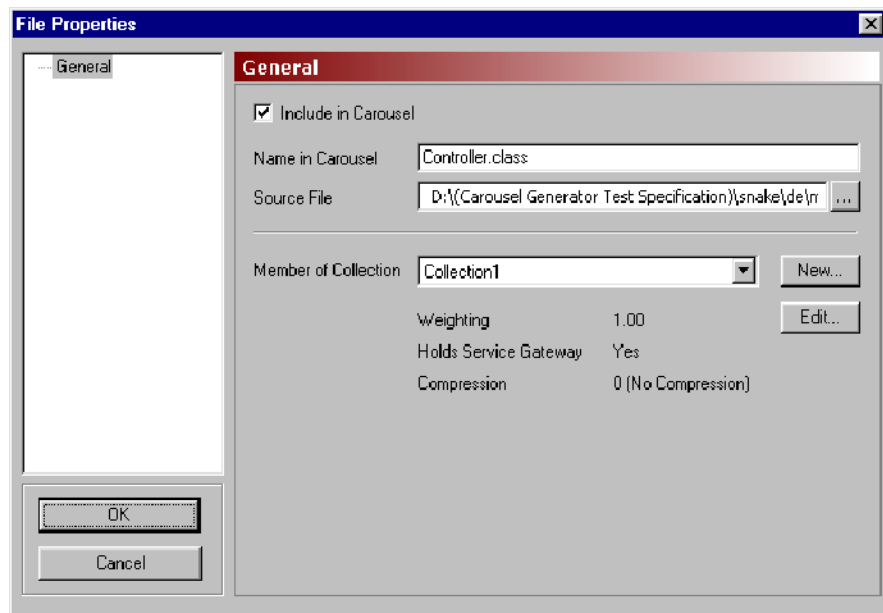 File Properties
General
General
Include in Carousel
Name in Carousel Controller.class
Source File D:\(Carousel Generator Test Specification)\snake\de\m ...
Member of Collection Collection1 New...
Weighting 1.00 Edit...
Holds Service Gateway Yes
Compression 0 (No Compression)
OK
Cancel